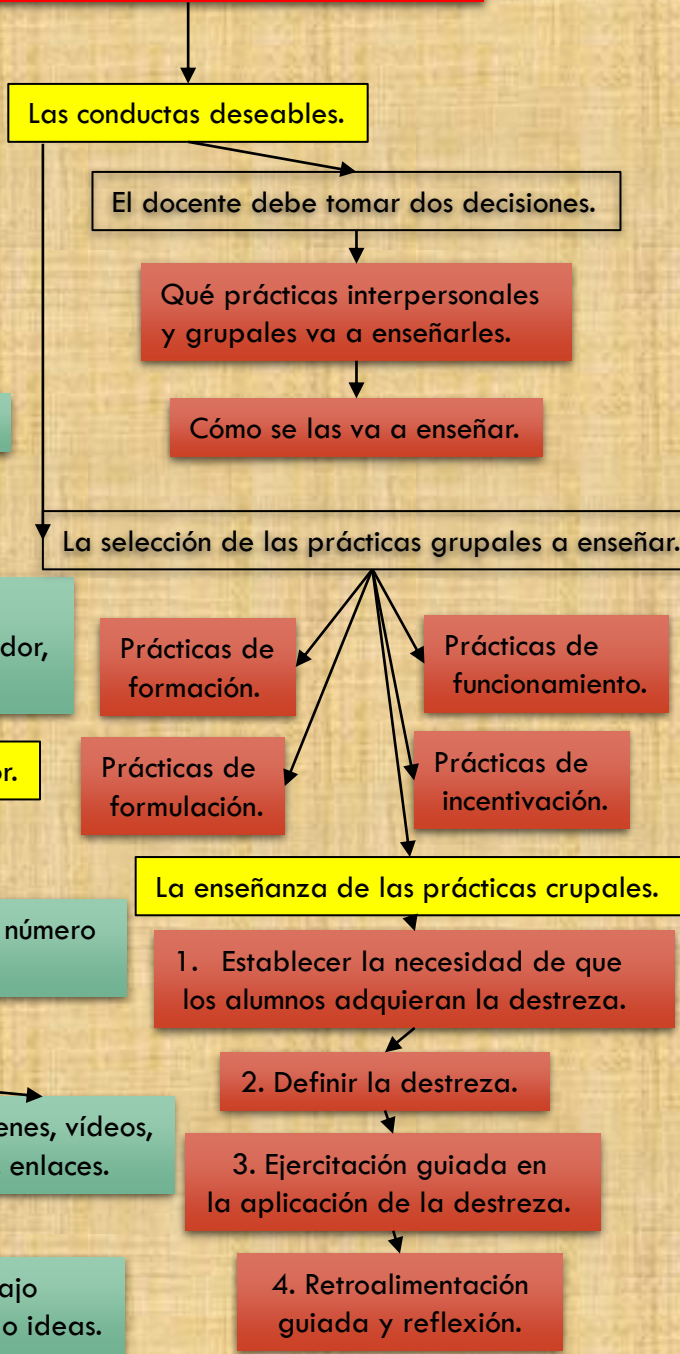 Las conductas deseables.
El docente debe tomar dos decisiones.
Qué prácticas interpersonales
y grupales va a enseñarles.
Cómo se las va a enseñar.
La selección de las prácticas grupales a enseñar.
dor,
Prácticas de
formación.
Prácticas de
funcionamiento.
r.
Prácticas de
formulación.
Prácticas de
incentivación.
La enseñanza de las prácticas crupales.
número
1. Establecer la necesidad de que
los alumnos adquieran la destreza.
2. Definir la destreza.
enes, vídeos,
enlaces.
3. Ejercitación guiada en
la aplicación de la destreza.
4. Retroalimentación
guiada y reflexión.
ajo
o ideas.